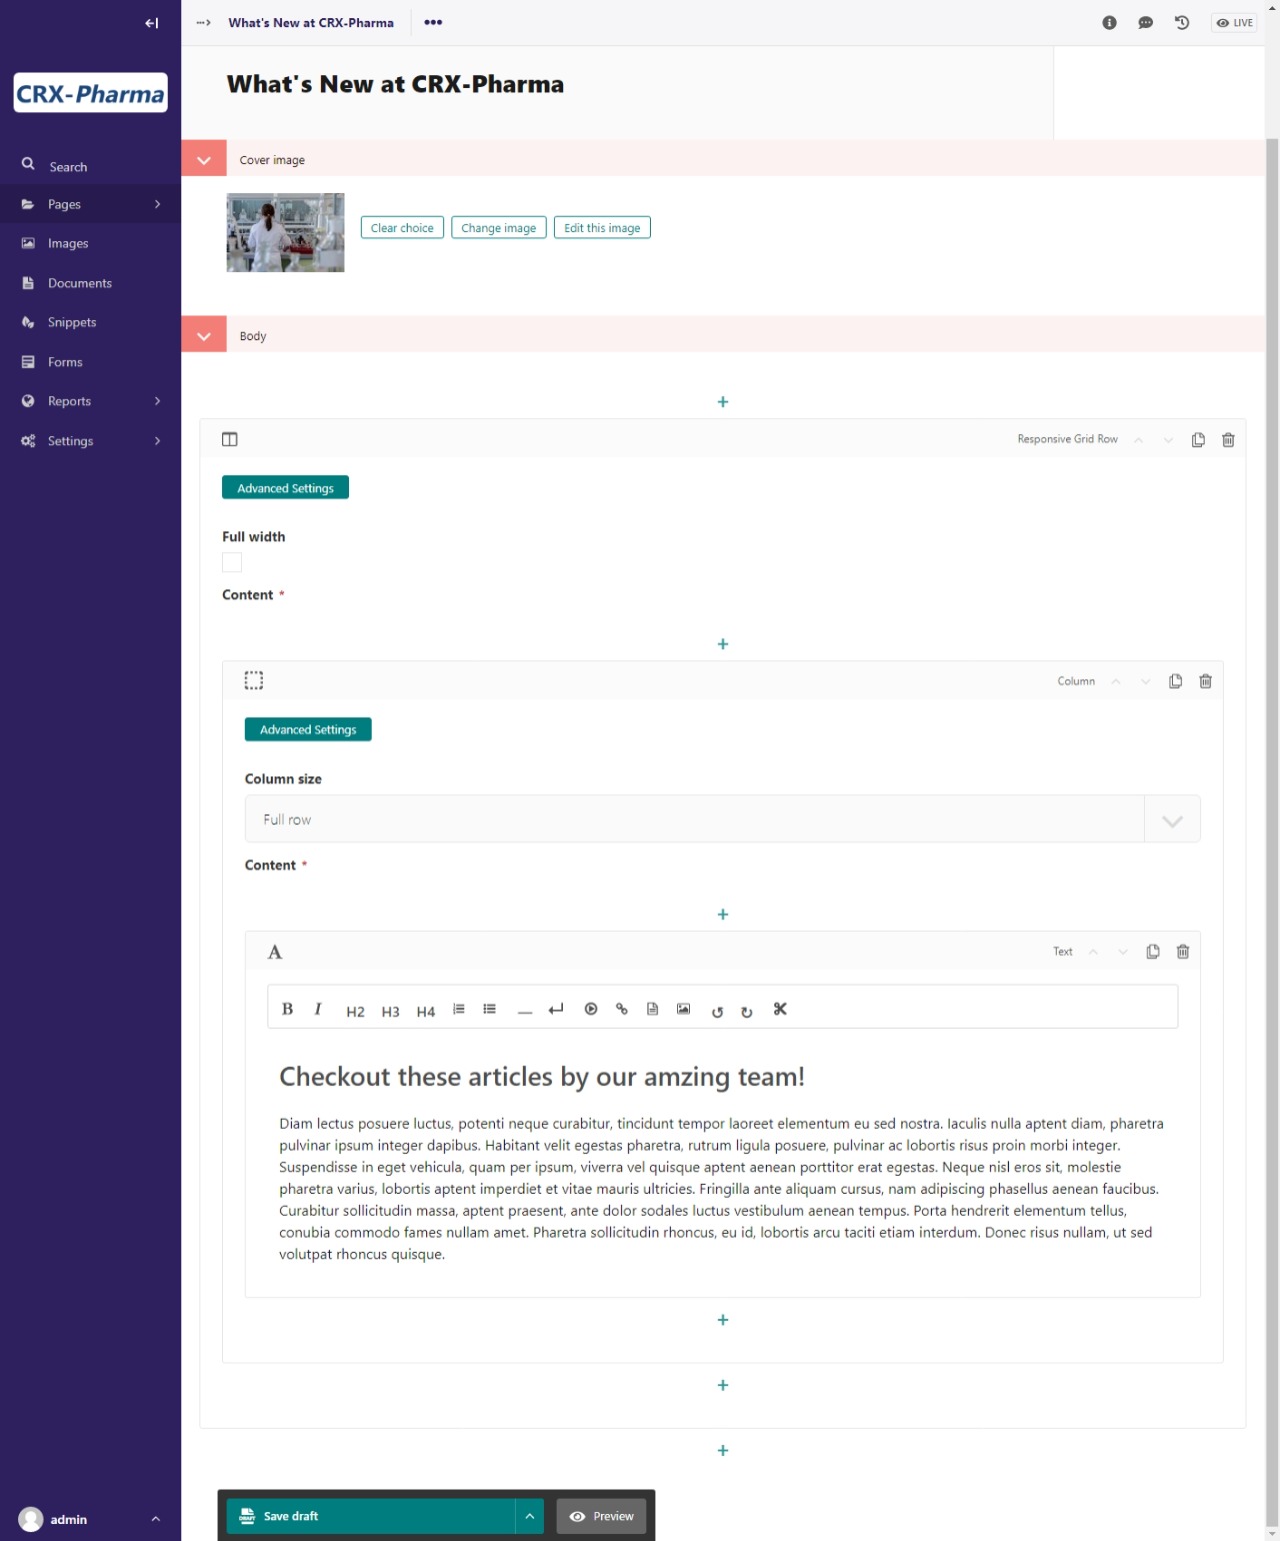 What's New at CRX-Pharma
LIVE
CRX-Pharma
What's New at CRX-Pharma
Search
Pages
Images
Documents
Snippets
Forms
Reports
Settings
Cover image
Clear choice
Change image
Edit this image
Body
Responsive Grid Row
Advanced Settings
Full width
Content *
Column
Advanced Settings
Column size
Full row
Content *
A
Text
B I H2 H3 H4
Checkout these articles by our amzing team!
Diam lectus posuere luctus, potenti neque curabitur, tincidunt tempor laoreet elementum eu sed nostra. Iaculis nulla aptent diam, pharetra
pulvinar ipsum integer dapibus. Habitant velit egestas pharetra, rutrum ligula posuere, pulvinar ac lobortis risus proin morbi integer.
Suspendisse in eget vehicula, quam per ipsum, viverra vel quisque aptent aenean porttitor erat egestas. Neque nisl eros sit, molestie
pharetra varius, lobortis aptent imperdiet et vitae mauris ultricies. Fringilla ante aliquam cursus, nam adipiscing phasellus aenean faucibus.
Curabitur sollicitudin massa, aptent praesent, ante dolor sodales luctus vestibulum aenean tempus. Porta hendrerit elementum tellus,
conubia commodo fames nullam amet. Pharetra sollicitudin rhoncus, eu id, lobortis arcu taciti etiam interdum. Donec risus nullam, ut sed
volutpat rhoncus quisque.
admin
DRAFT
Save draft
Preview